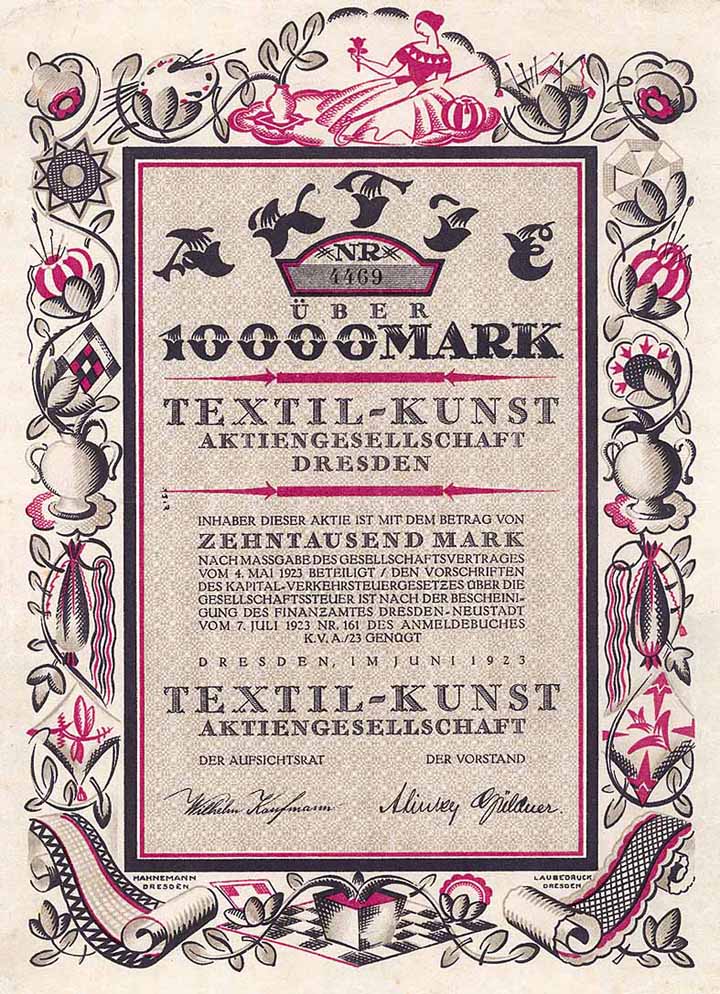 AKTIE
NR
4469
ÜBER
10000 MARK
TEXTIL-KUNST
AKTIENGESELLSCHAFT
DRESDEN
INHABER DIESER AKTIE IST MIT DEM BETRAG VON
ZEHNTAUSEND MARK
NACH MASSGABE DES GESELLSCHAFTSVERTRAGES
VOM 4. MAI 1923 BETEILIGT / DEN VORSCHRIFTEN
DES KAPITAL-VERKEHRSTEUERGESETZES ÜBER DIE
GESELLSCHAFTSSTEUER IST NACH DER BESCHEINI-
GUNG DES FINANZAMTES DRESDEN-NEUSTADT
VOM 7. JULI 1923 NR. 161 DES ANMELDEBUCHES
K.V. A./23 GENÜGT
DRESDEN, IM JUNI 1923
TEXTIL-KUNST
AKTIENGESELLSCHAFT
DER AUFSICHTSRAT DER VORSTAND
Wilhelm Kaufmann
HAHNEMANN
DRESDEN
LAUBEDRUCK
DRESDEN